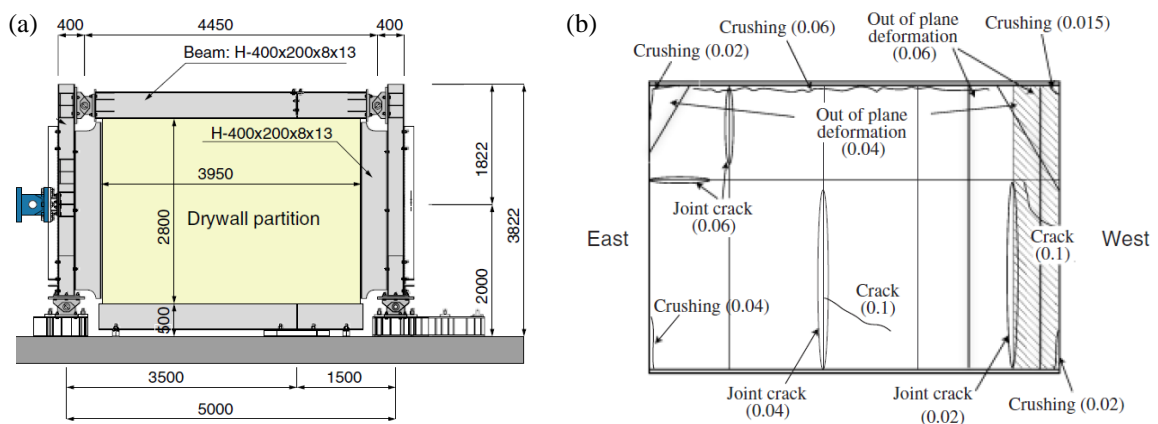 (a)
400
4450
400
Beam: H-400x200x8x13
H-400x200x8x13
3950
Drywall partition
2800
500
1822
2000
3822
3500
1500
5000
(b)
Crushing (0.02)
Crushing (0.06)
Out of plane
deformation
(0.06)
Crushing (0.015)
Out of plane
deformation
(0.04)
Joint crack
(0.06)
East
Crack
(0.1)
West
Crushing (0.04)
Crack
(0.1)
Joint crack
(0.04)
Joint crack
(0.02)
Crushing (0.02)